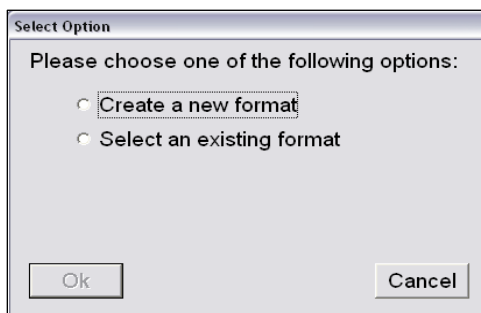 Select Option
Please choose one of the following options:
Create a new format
Select an existing format
Ok Cancel